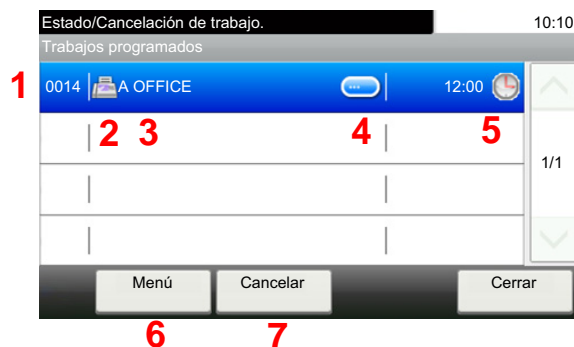 Estado/Cancelación de trabajo. 10:10
Trabajos programados
1 0014 A OFFICE ... 12:00
2 3 4 5
1/1
Menú Cancelar Cerrar
6 7